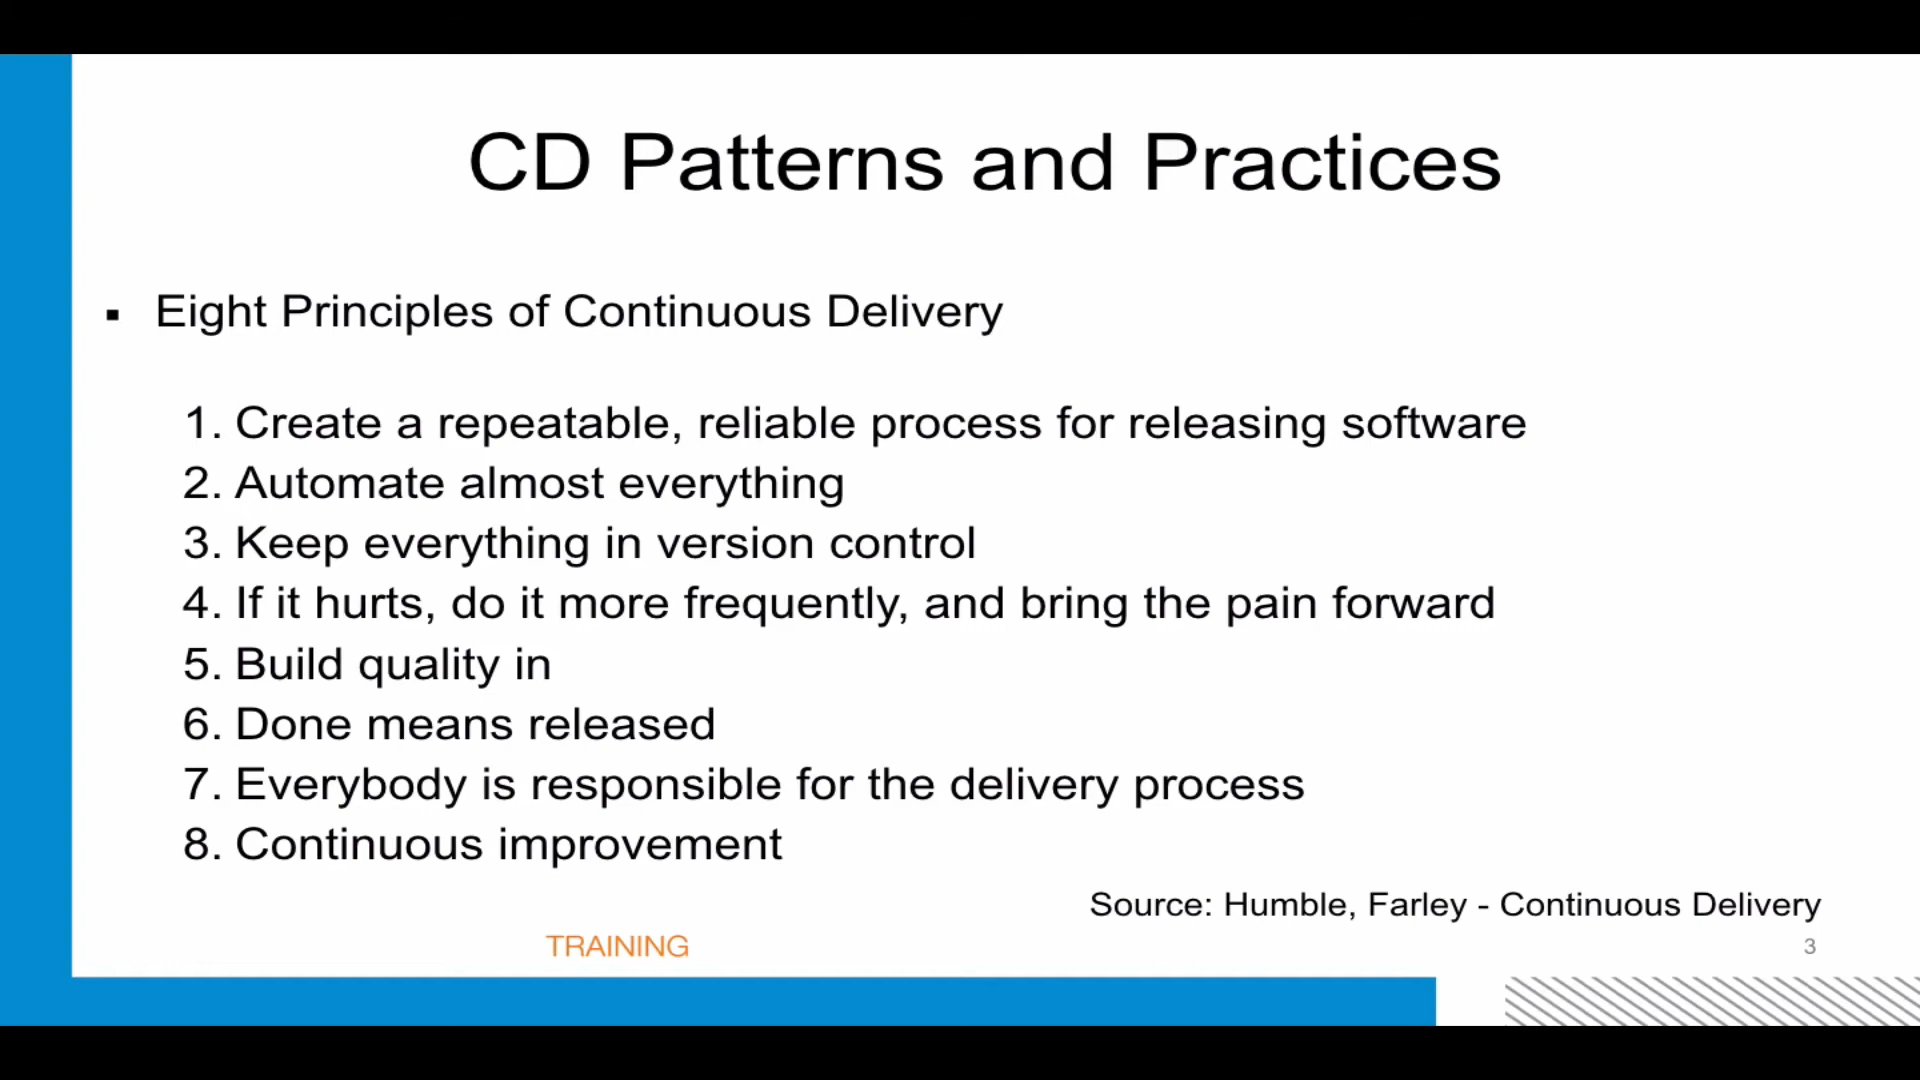 CD Patterns and Practices
▪ Eight Principles of Continuous Delivery
1. Create a repeatable, reliable process for releasing software
2. Automate almost everything
3. Keep everything in version control
4. If it hurts, do it more frequently, and bring the pain forward
5. Build quality in
6. Done means released
7. Everybody is responsible for the delivery process
8. Continuous improvement
Source: Humble, Farley - Continuous Delivery
TRAINING
3